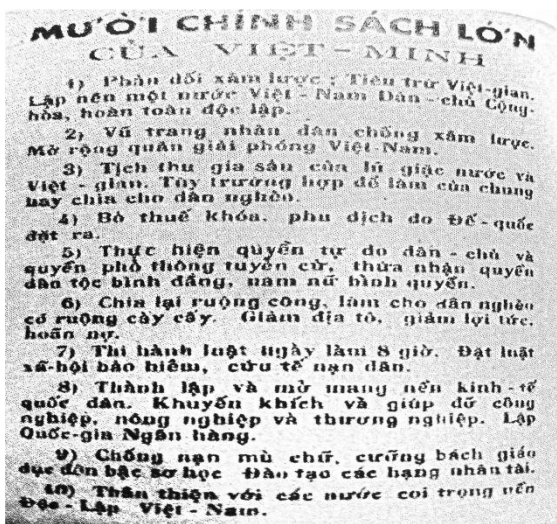 MƯỜI CHÍNH SÁCH LỚN
CỦA VIỆT-MINH
1) Phản đối xâm lược; Tiêu trừ Việt-gian.
Lập nên một nước Việt-Nam Dân-chủ Cộng-
hòa, hoàn toàn độc lập.
2) Vũ trang nhân dân chống xâm lược.
Mở rộng quân giải phóng Việt-Nam.
3) Tịch thu gia sản của lũ giặc nước và
Việt-gian. Tùy trường hợp để làm của chung
hay chia cho dân nghèo.
4) Bỏ thuế khóa, phu dịch do Đế-quốc
đặt ra.
5) Thực hiện quyền tự do dân-chủ và
quyền phổ thông tuyển cử, thừa nhận quyền
dân tộc bình đẳng, nam nữ bình quyền.
6) Chia lại ruộng công, làm cho dân nghèo
có ruộng cày cấy. Giảm địa tô, giảm lợi tức,
hoãn nợ.
7) Thi hành luật ngày làm 8 giờ. Đặt luật
xã-hội bảo hiểm, cứu tế nạn dân.
8) Thành lập và mở mang nền kinh-tế
quốc dân. Khuyến khích và giúp đỡ công
nghiệp, nông nghiệp và thương nghiệp. Lập
Quốc-gia Ngân hàng.
9) Chống nạn mù chữ, cưỡng bách giáo
dục đến bậc sơ học Đào tạo các hạng nhân tài.
10) Thân thiện với các nước coi trọng nền
Độc-Lập Việt-Nam.